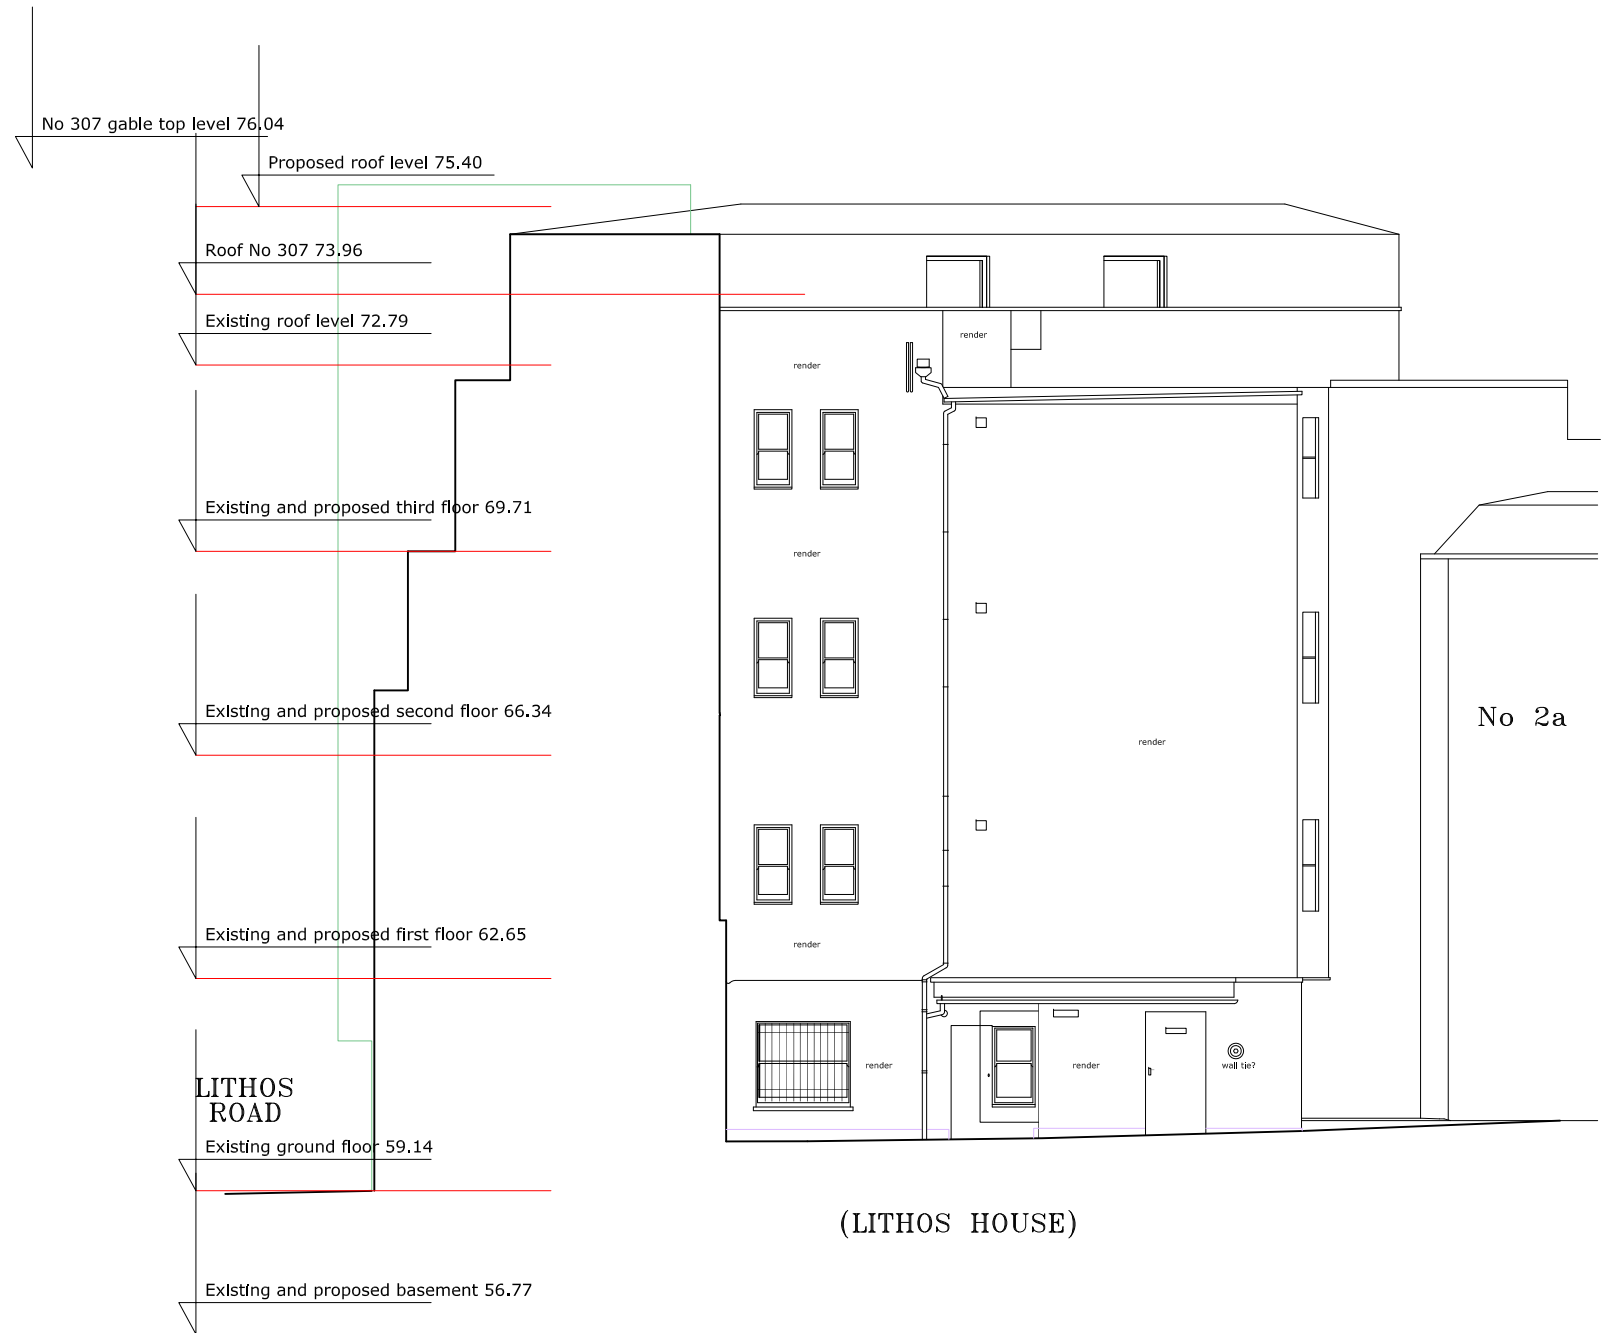 No 307 gable top level 76.04
Proposed roof level 75.40
Roof No 307 73.96
Existing roof level 72.79
render
render
Existing and proposed third floor 69.71
render
Existing and proposed second floor 66.34
No 2a
render
Existing and proposed first floor 62.65
render
render
render
wall tie?
LITHOS
ROAD
Existing ground floor 59.14
(LITHOS HOUSE)
Existing and proposed basement 56.77